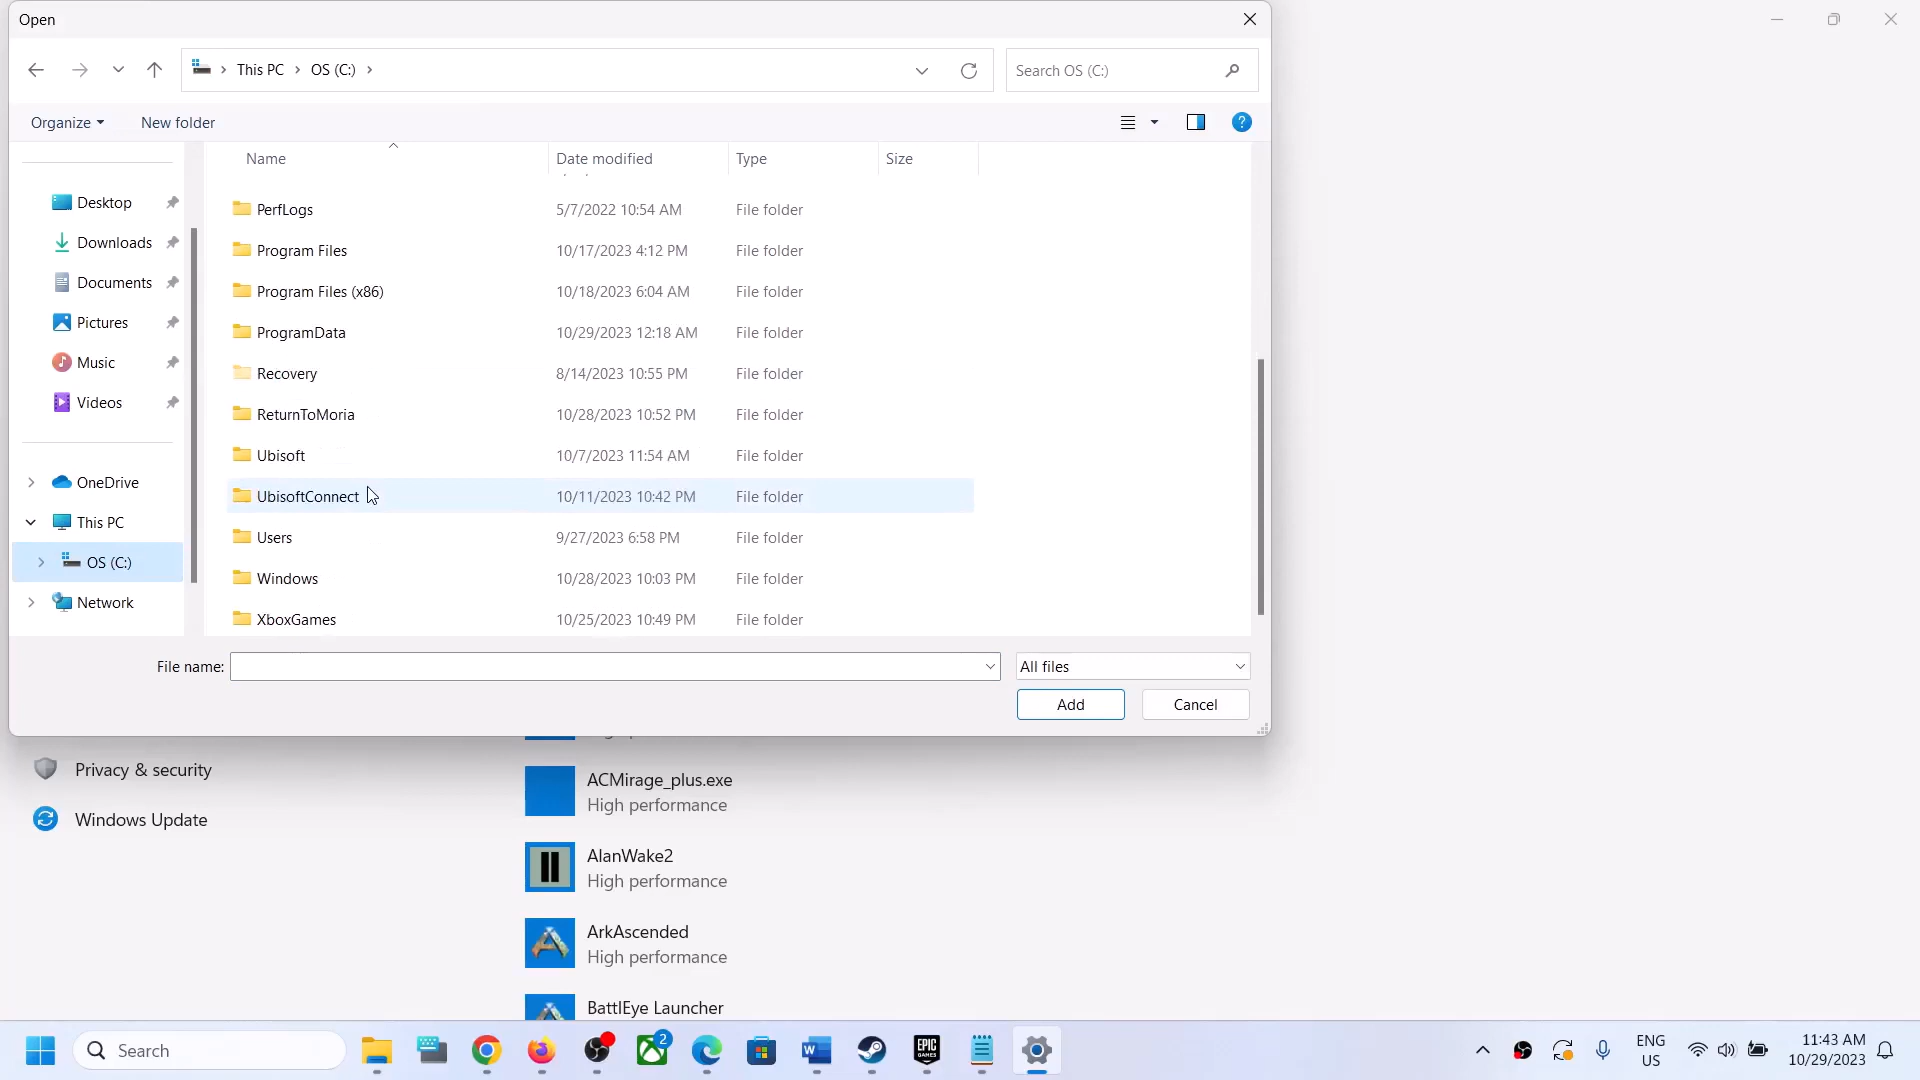 Open
This PC > OS (C:) >
Search OS (C:)
Organize
New folder
Name
Date modified
Type
Size
Desktop
Downloads
Documents
Pictures
Music
Videos
OneDrive
This PC
OS (C:)
Network
PerfLogs 5/7/2022 10:54 AM File folder
Program Files 10/17/2023 4:12 PM File folder
Program Files (x86) 10/18/2023 6:04 AM File folder
ProgramData 10/29/2023 12:18 AM File folder
Recovery 8/14/2023 10:55 PM File folder
ReturnToMoria 10/28/2023 10:52 PM File folder
Ubisoft 10/7/2023 11:54 AM File folder
UbisoftConnect 10/11/2023 10:42 PM File folder
Users 9/27/2023 6:58 PM File folder
Windows 10/28/2023 10:03 PM File folder
XboxGames 10/25/2023 10:49 PM File folder
File name:
All files
Add
Cancel
Privacy & security
Windows Update
ACMirage_plus.exe
High performance
AlanWake2
High performance
ArkAscended
High performance
BattlEye Launcher
Search
2
EPIC
GAMES
ENG
US
11:43 AM
10/29/2023